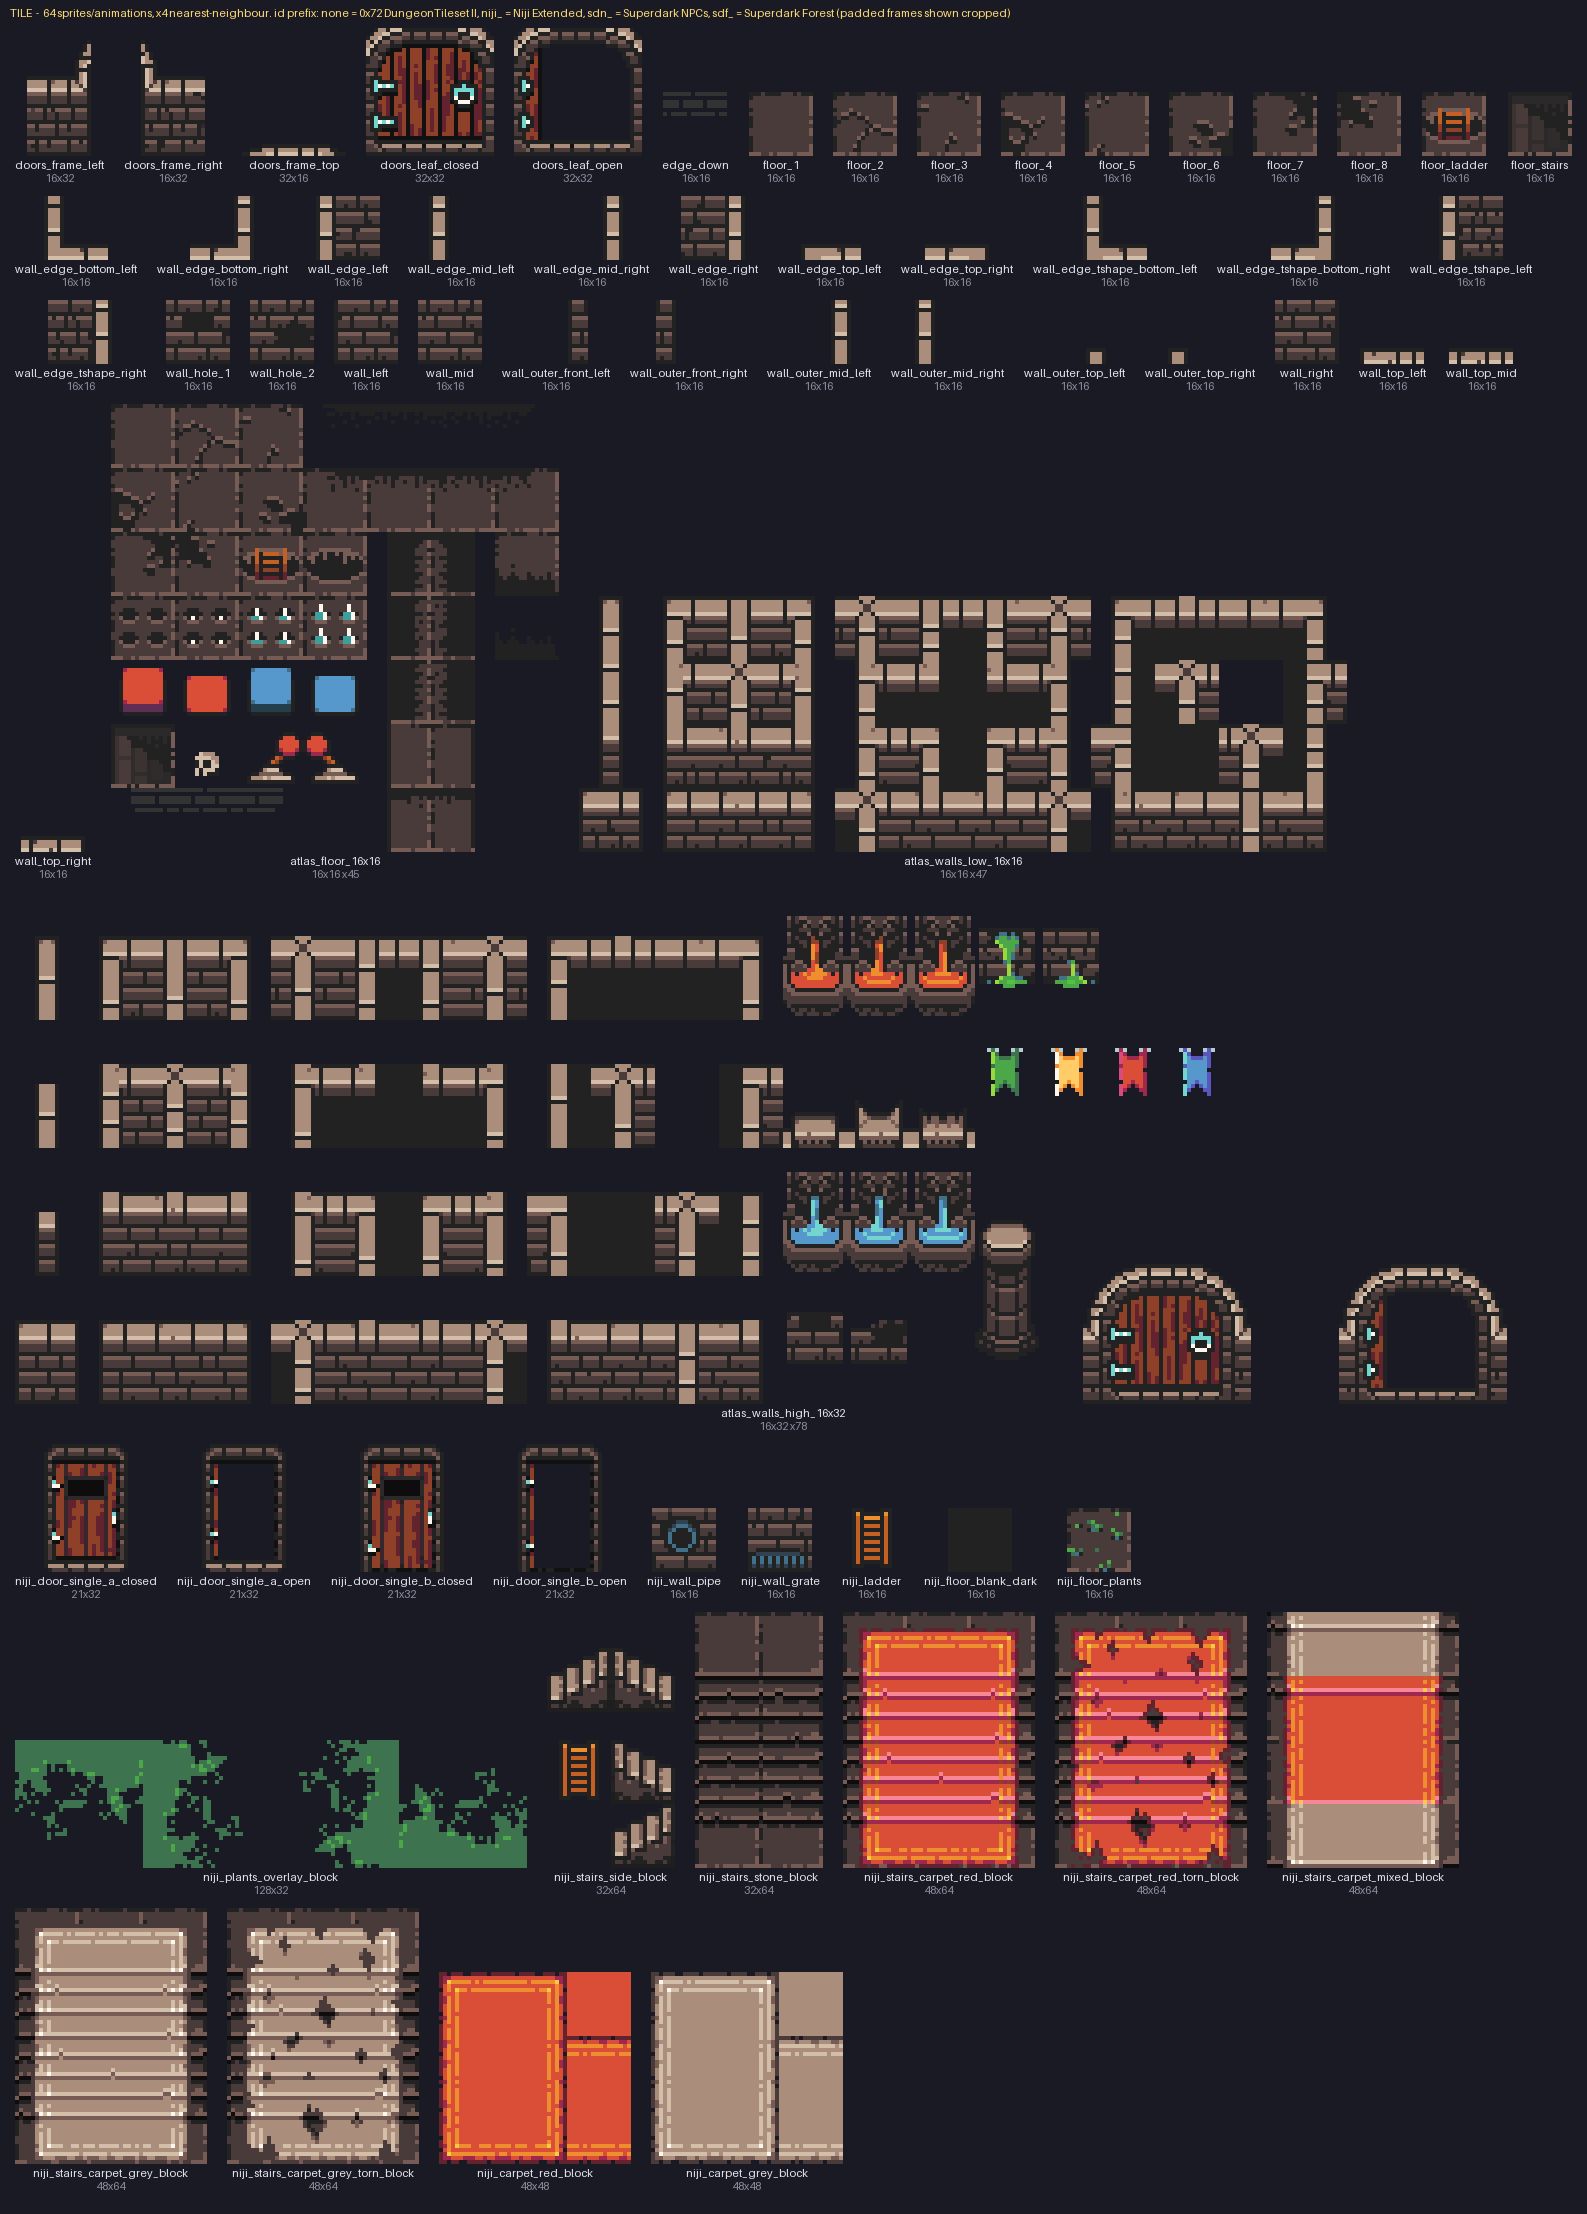 TILE - 64 sprites/animations, x4 nearest-neighbour. id prefix: none = 0x72 DungeonTileset II, niji_ = Niji Extended, sdn_ = Superdark NPCs, sdf_ = Superdark Forest (padded frames shown cropped)
doors_frame_left doors_frame_right doors_frame_top doors_leaf_closed doors_leaf_open edge_down floor_1 floor_2 floor_3 floor_4 floor_5 floor_6 floor_7 floor_8 floor_ladder floor_stairs
16x32 16x32 32x16 32x32 32x32 16x16 16x16 16x16 16x16 16x16 16x16 16x16 16x16 16x16 16x16 16x16
wall_edge_bottom_left wall_edge_bottom_right wall_edge_left wall_edge_mid_left wall_edge_mid_right wall_edge_right wall_edge_top_left wall_edge_top_right wall_edge_tshape_bottom_left wall_edge_tshape_bottom_right wall_edge_tshape_left
16x16 16x16 16x16 16x16 16x16 16x16 16x16 16x16 16x16 16x16 16x16
wall_edge_tshape_right wall_hole_1 wall_hole_2 wall_left wall_mid wall_outer_front_left wall_outer_front_right wall_outer_mid_left wall_outer_mid_right wall_outer_top_left wall_outer_top_right wall_right wall_top_left wall_top_mid
16x16 16x16 16x16 16x16 16x16 16x16 16x16 16x16 16x16 16x16 16x16 16x16 16x16 16x16
wall_top_right atlas_floor_16x16 atlas_walls_low_16x16
16x16 16x16 x45 16x16 x47
atlas_walls_high_16x32
16x32 x78
niji_door_single_a_closed niji_door_single_a_open niji_door_single_b_closed niji_door_single_b_open niji_wall_pipe niji_wall_grate niji_ladder niji_floor_blank_dark niji_floor_plants
21x32 21x32 21x32 21x32 16x16 16x16 16x16 16x16 16x16
niji_plants_overlay_block niji_stairs_side_block niji_stairs_stone_block niji_stairs_carpet_red_block niji_stairs_carpet_red_torn_block niji_stairs_carpet_mixed_block
128x32 32x64 32x64 48x64 48x64 48x64
niji_stairs_carpet_grey_block niji_stairs_carpet_grey_torn_block niji_carpet_red_block niji_carpet_grey_block
48x64 48x64 48x48 48x48